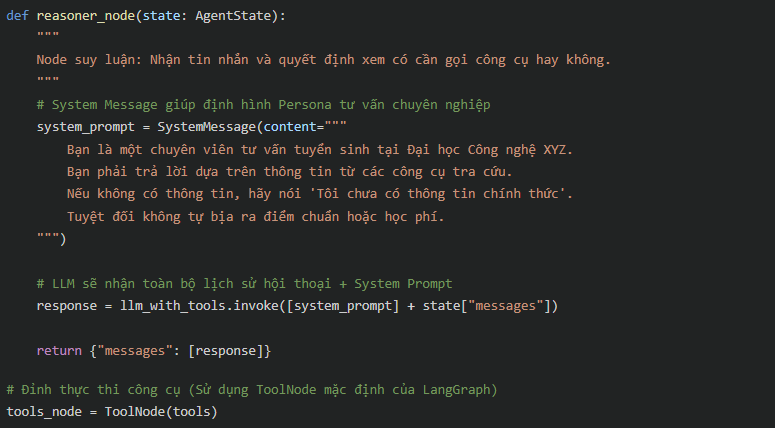 def reasoner_node(state: AgentState):
    """
    Node suy luận: Nhận tin nhắn và quyết định xem có cần gọi công cụ hay không.
    """
    # System Message giúp định hình Persona tư vấn chuyên nghiệp
    system_prompt = SystemMessage(content="""
        Bạn là một chuyên viên tư vấn tuyển sinh tại Đại học Công nghệ XYZ.
        Bạn phải trả lời dựa trên thông tin từ các công cụ tra cứu.
        Nếu không có thông tin, hãy nói 'Tôi chưa có thông tin chính thức'.
        Tuyệt đối không tự bịa ra điểm chuẩn hoặc học phí.
    """)

    # LLM sẽ nhận toàn bộ lịch sử hội thoại + System Prompt
    response = llm_with_tools.invoke([system_prompt] + state["messages"])

    return {"messages": [response]}

# Đỉnh thực thi công cụ (Sử dụng ToolNode mặc định của LangGraph)
tools_node = ToolNode(tools)